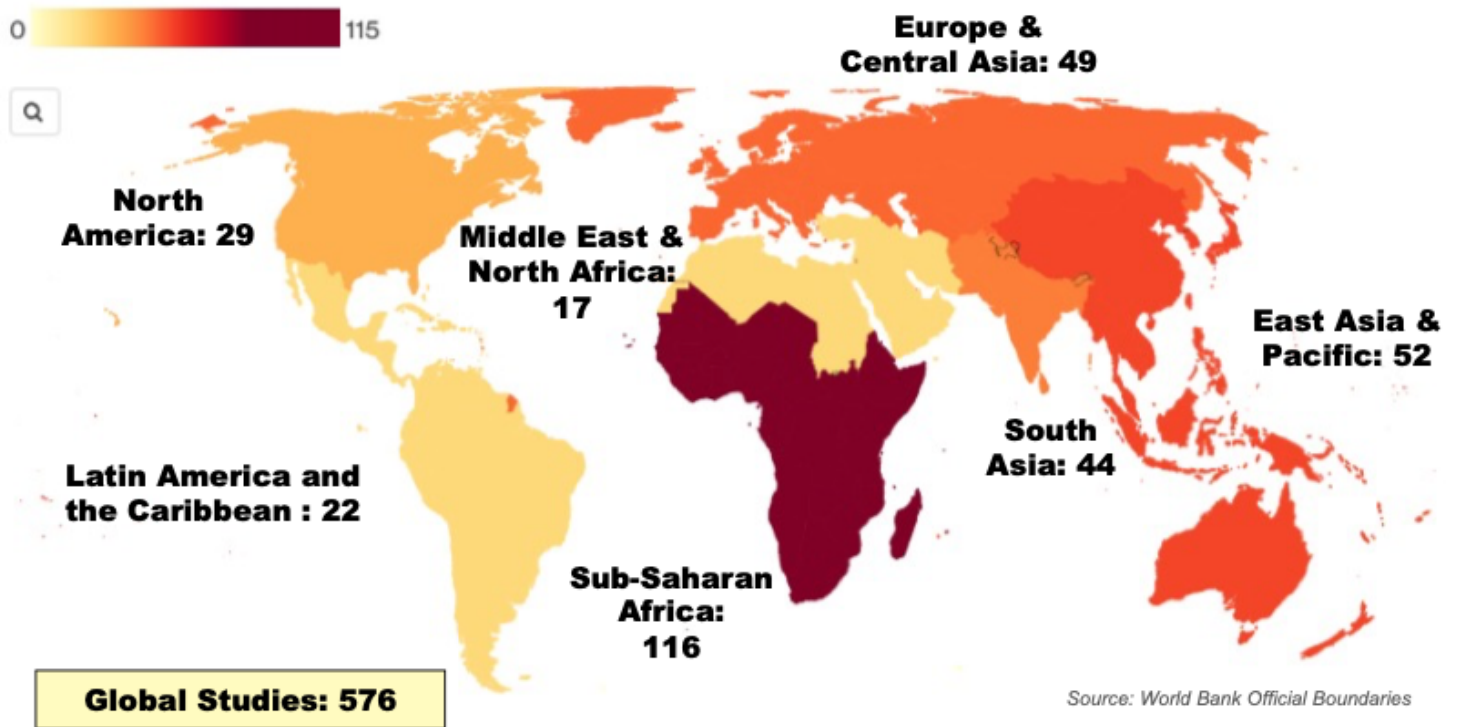 0
115
Europe &
Central Asia: 49
North
America: 29
Middle East &
North Africa:
17
East Asia &
Pacific: 52
South
Asia: 44
Latin America and
the Caribbean : 22
Sub-Saharan
Africa:
116
Global Studies: 576
Source: World Bank Official Boundaries